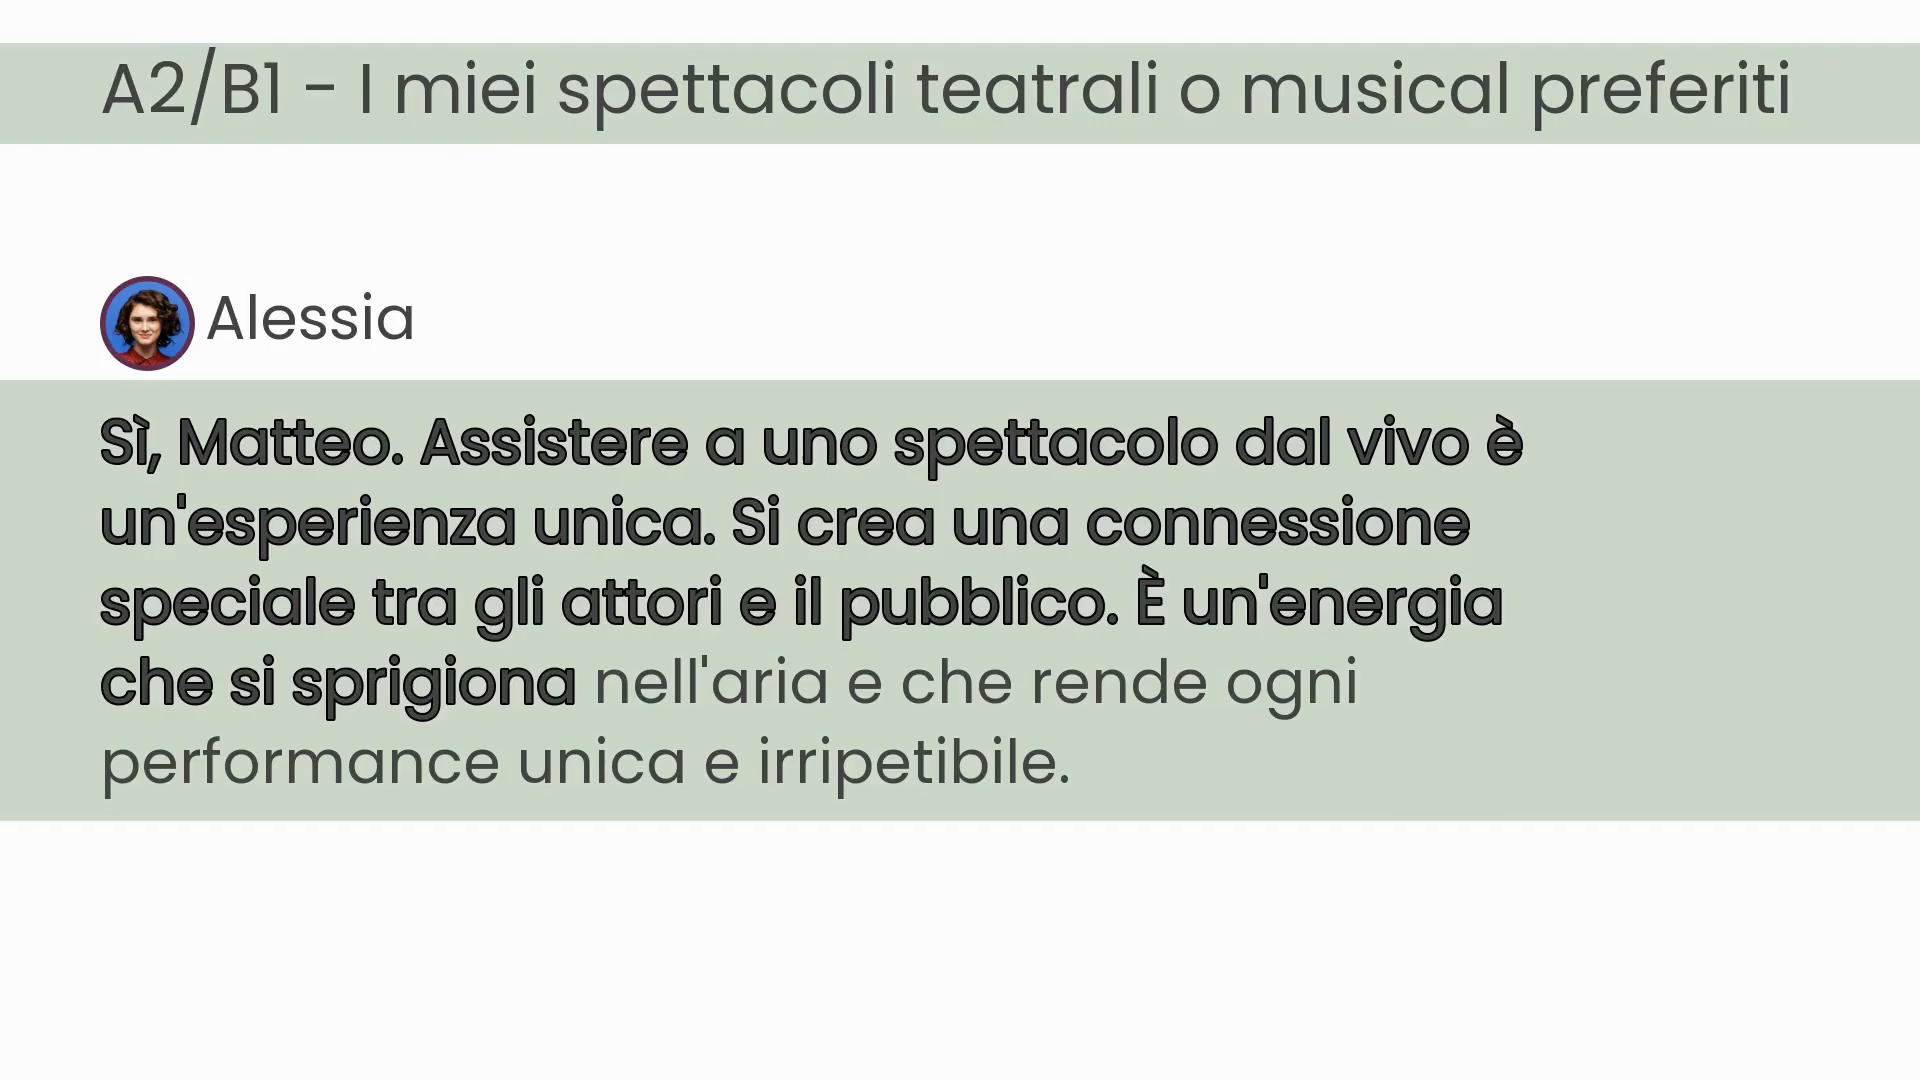 A2/B1 - I miei spettacoli teatrali o musical preferiti
Alessia
Sì, Matteo. Assistere a uno spettacolo dal vivo è
un'esperienza unica. Si crea una connessione
speciale tra gli attori e il pubblico. È un'energia
che si sprigiona nell'aria e che rende ogni
performance unica e irripetibile.